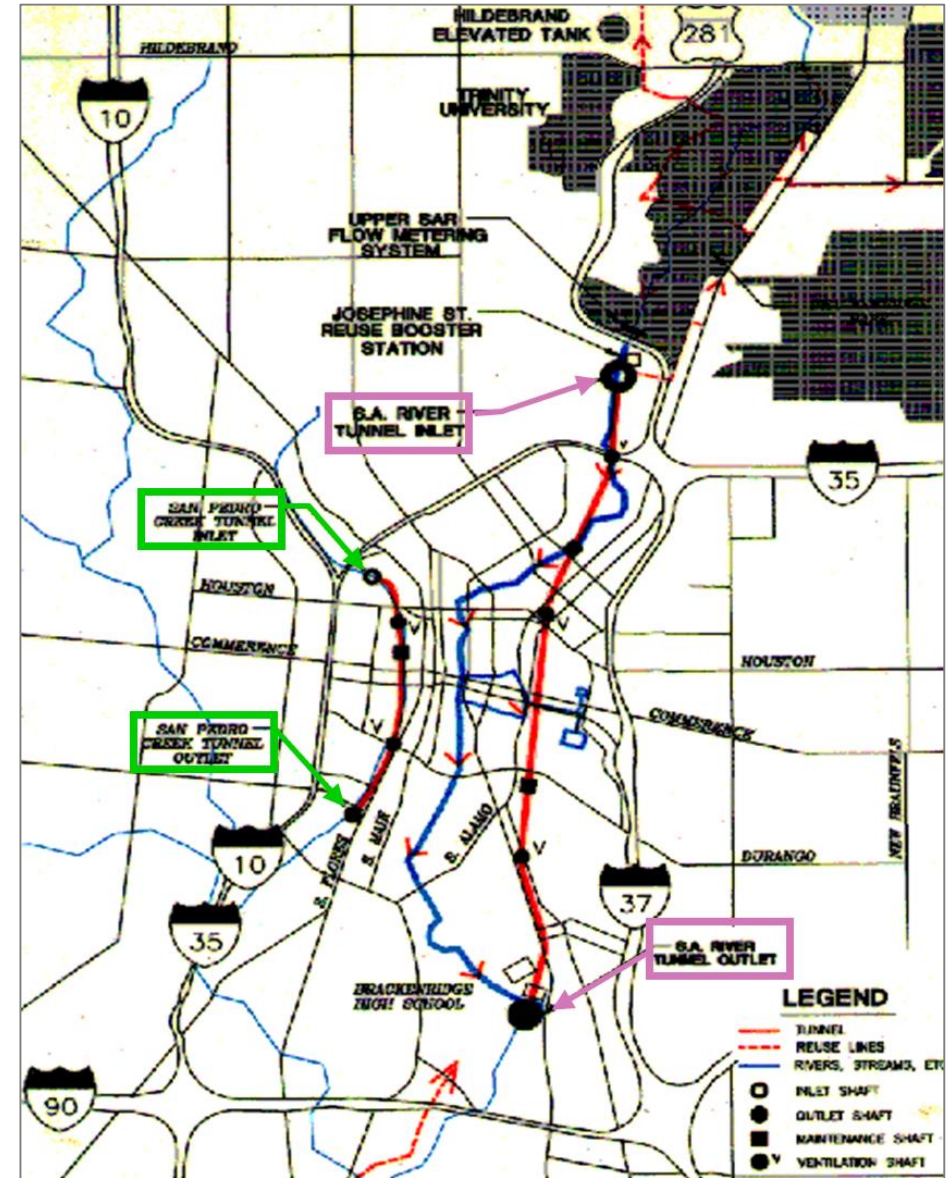 HILDEBRAND
ELEVATED TANK
281
HILDEBRAND
10
TRINITY
UNIVERSITY
UPPER SAR
FLOW METERING
SYSTEM
JOSEPHINE ST.
REUSE BOOSTER
STATION
S.A. RIVER
TUNNEL INLET
V
35
SAN PEDRO
CREEK TUNNEL
INLET
HOUSTON
V
V
COMMERENCE
HOUSTON
COMMERENCE
SAN PEDRO
CREEK TUNNEL
OUTLET
V
NEW BRAUNFELS
S. FLORES
S. MAIN
S. ALAMO
V
DURANGO
10
37
35
S.A. RIVER
TUNNEL OUTLET
BRACKENRIDGE
HIGH SCHOOL
LEGEND
TUNNEL
REUSE LINES
RIVERS, STREAMS, ET
INLET SHAFT
OUTLET SHAFT
MAINTENANCE SHAFT
V VENTILATION SHAFT
90